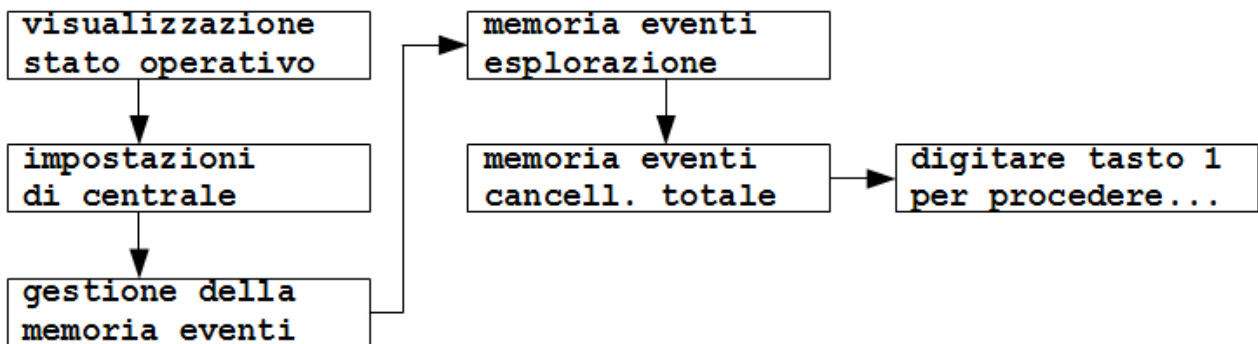 visualizzazione
stato operativo
impostazioni
di centrale
gestione della
memoria eventi
memoria eventi
esplorazione
memoria eventi
cancell. totale
digitare tasto 1
per procedere...